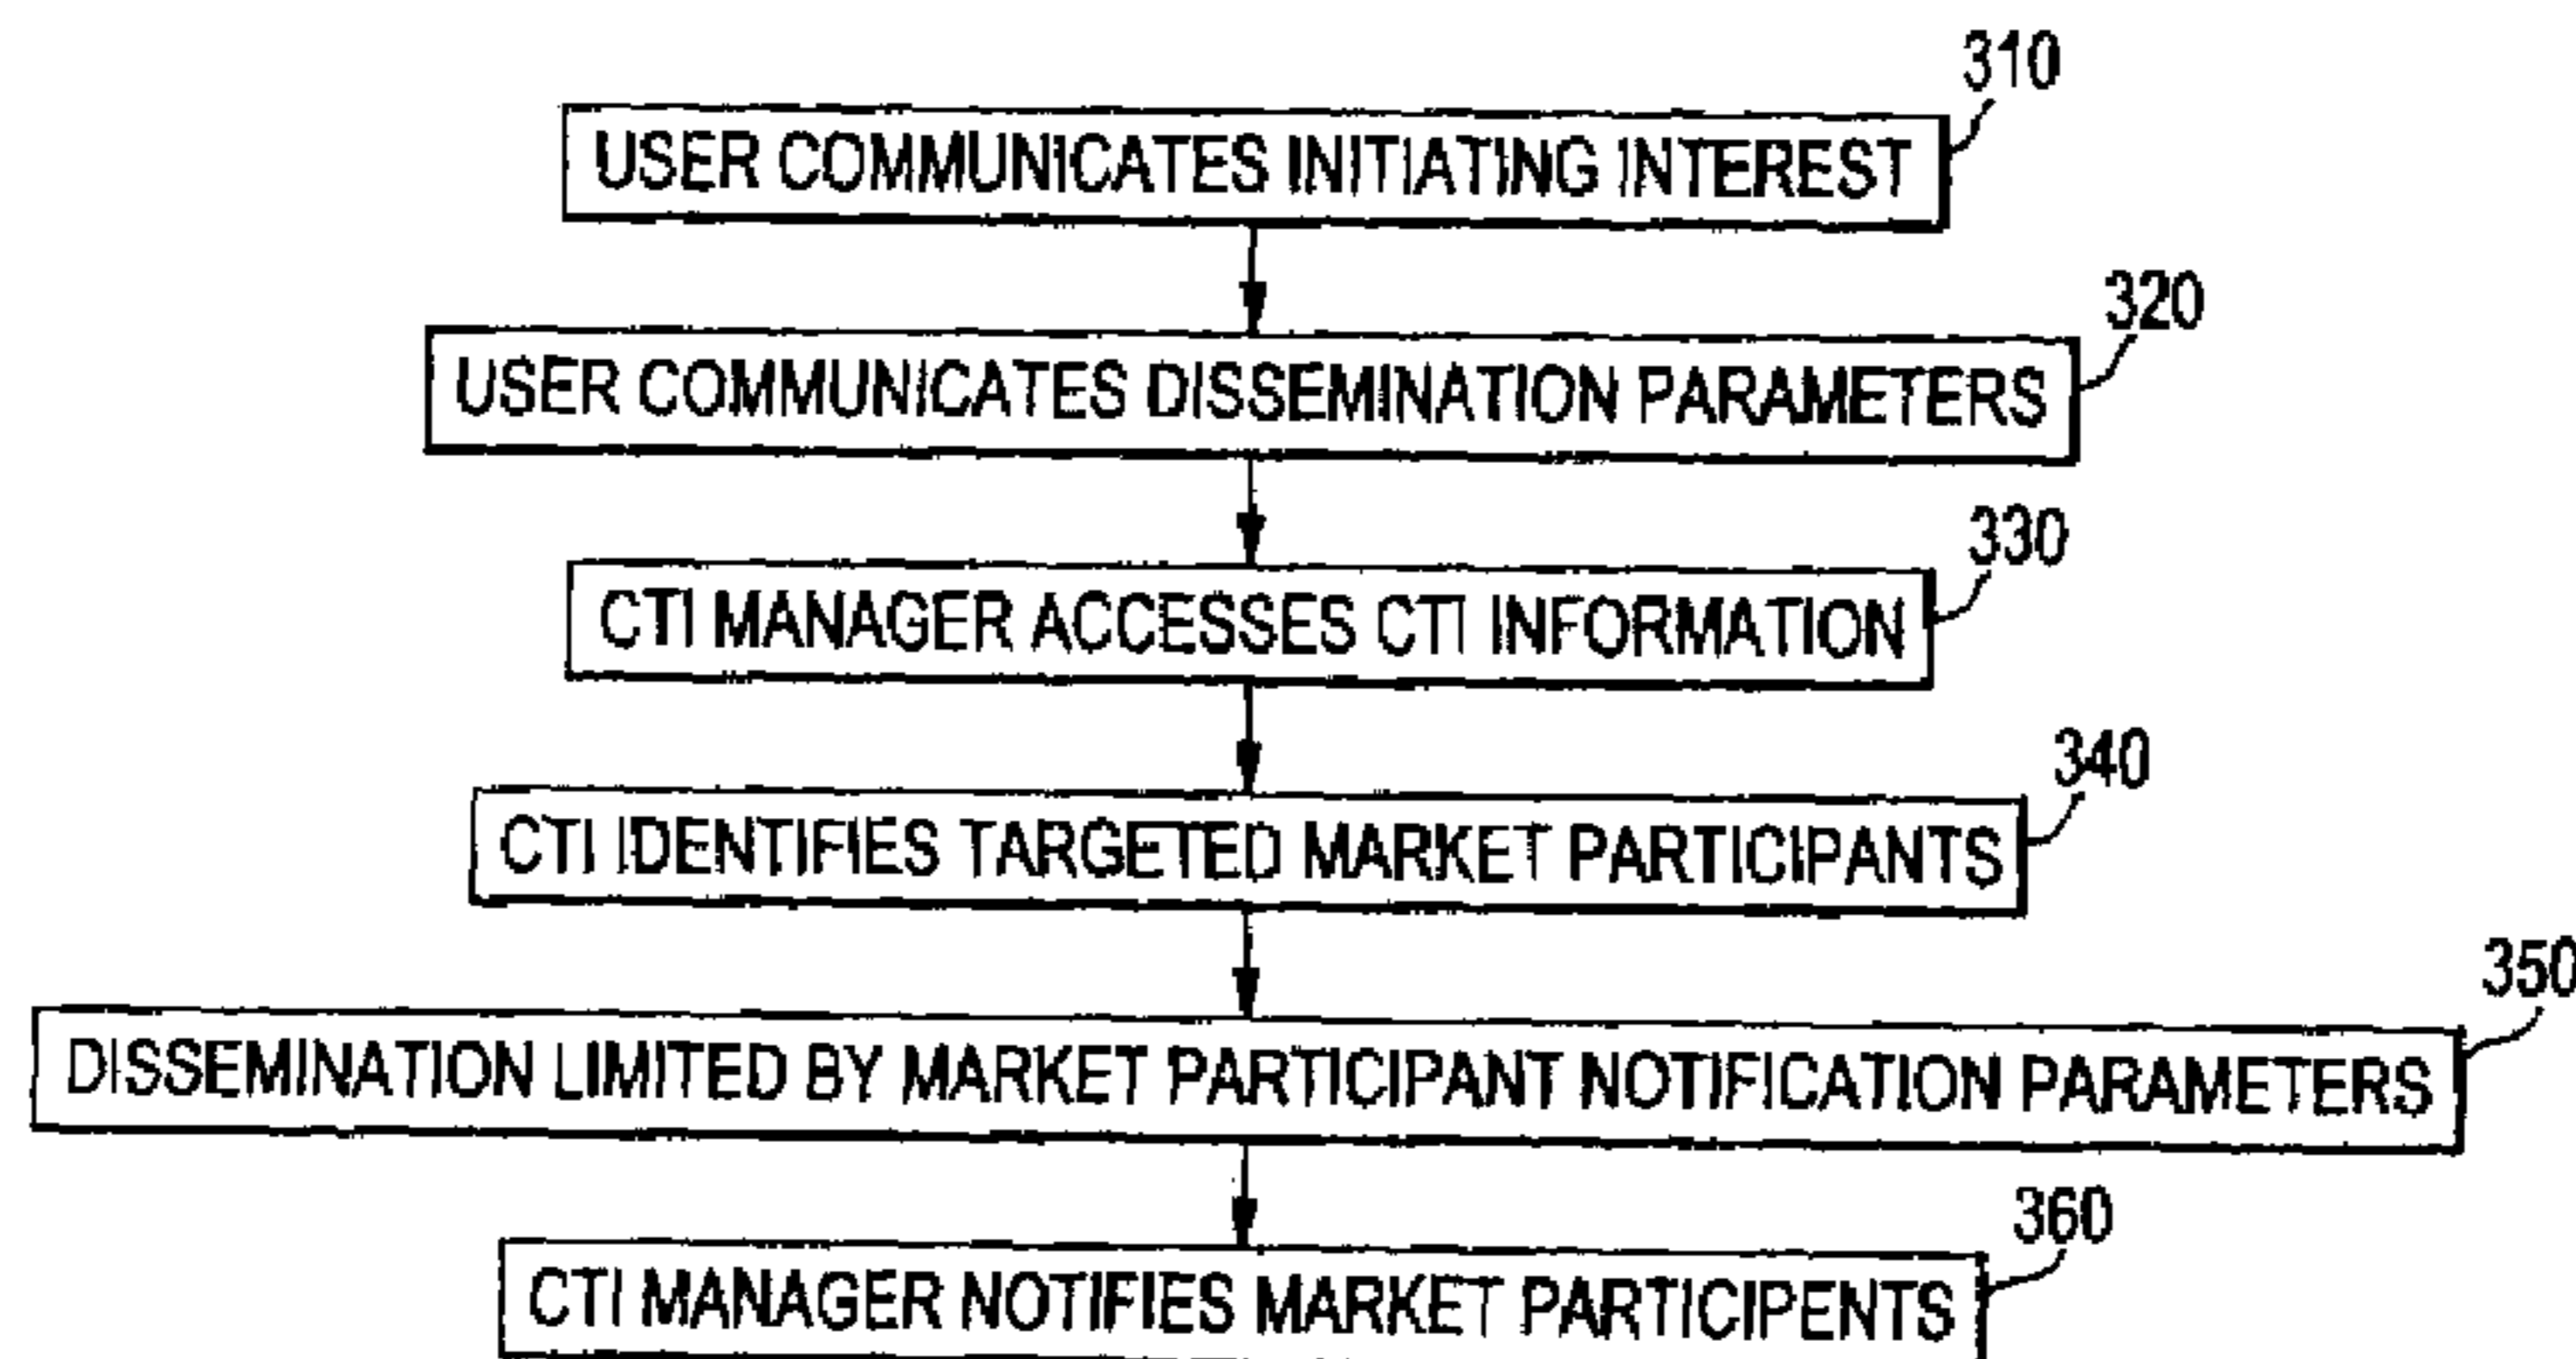 310
USER COMMUNICATES INITIATING INTEREST
320
USER COMMUNICATES DISSEMINATION PARAMETERS
330
CTI MANAGER ACCESSES CTI INFORMATION
340
CTI IDENTIFIES TARGETED MARKET PARTICIPANTS
350
DISSEMINATION LIMITED BY MARKET PARTICIPANT NOTIFICATION PARAMETERS
360
CTI MANAGER NOTIFIES MARKET PARTICIPENTS